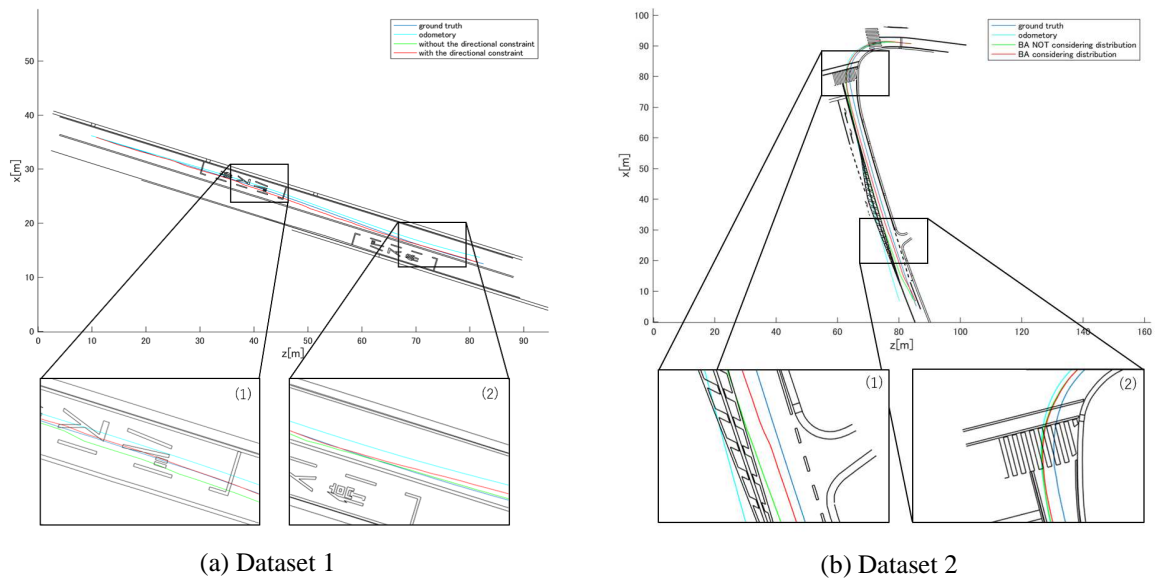 60
50
40
30
20
10
0
x[m]
0
10
20
30
40
50
60
70
80
90
z[m]
ground truth
odometory
without the directional constraint
with the directional constraint
(1)
(2)
(a) Dataset 1
100
90
80
70
60
50
40
30
20
10
0
x[m]
0
20
40
60
80
100
120
140
160
z[m]
ground truth
odometory
BA NOT considering distribution
BA considering distribution
(1)
(2)
(b) Dataset 2